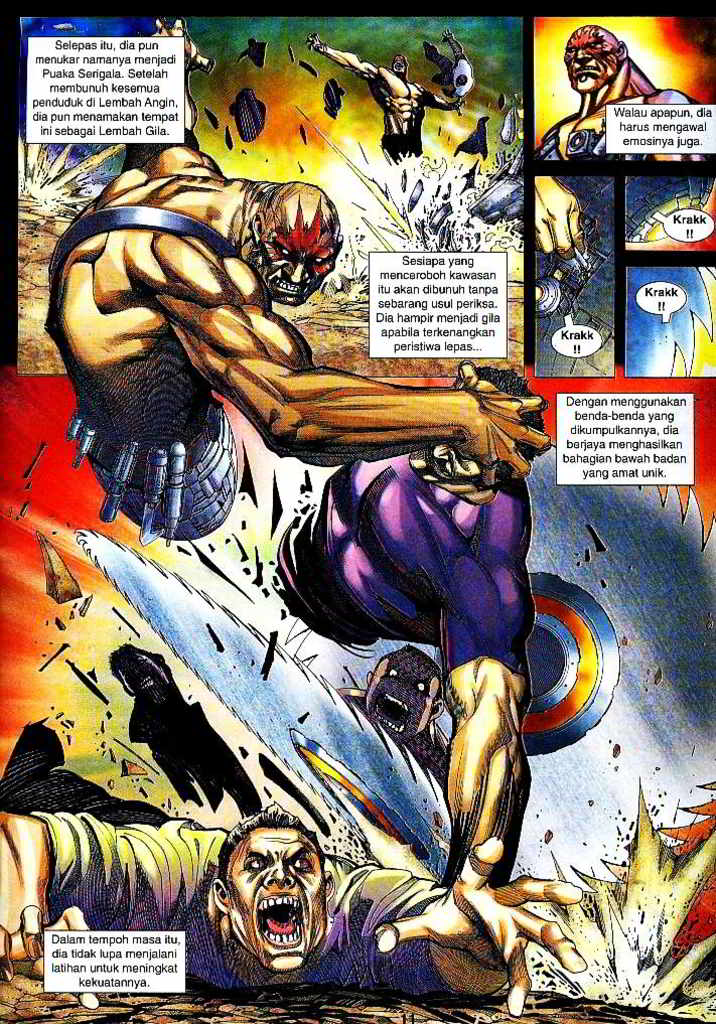 Selepas itu, dia pun
menukar namanya menjadi
Puaka Serigala. Setelah
membunuh kesemua
penduduk di Lembah Angin,
dia pun menamakan tempat
ini sebagai Lembah Gila.
Sesiapa yang
menceroboh kawasan
itu akan dibunuh tanpa
sebarang usul periksa.
Dia hampir menjadi gila
apabila terkenangkan
peristiwa lepas...
Walau apapun, dia
harus mengawal
emosinya juga.
Krakk
!!
Krakk
!!
Krakk
!!
Dengan menggunakan
benda-benda yang
dikumpulkannya, dia
berjaya menghasilkan
bahagian bawah badan
yang amat unik.
Dalam tempoh masa itu,
dia tidak lupa menjalani
latihan untuk meningkat
kekuatannya.